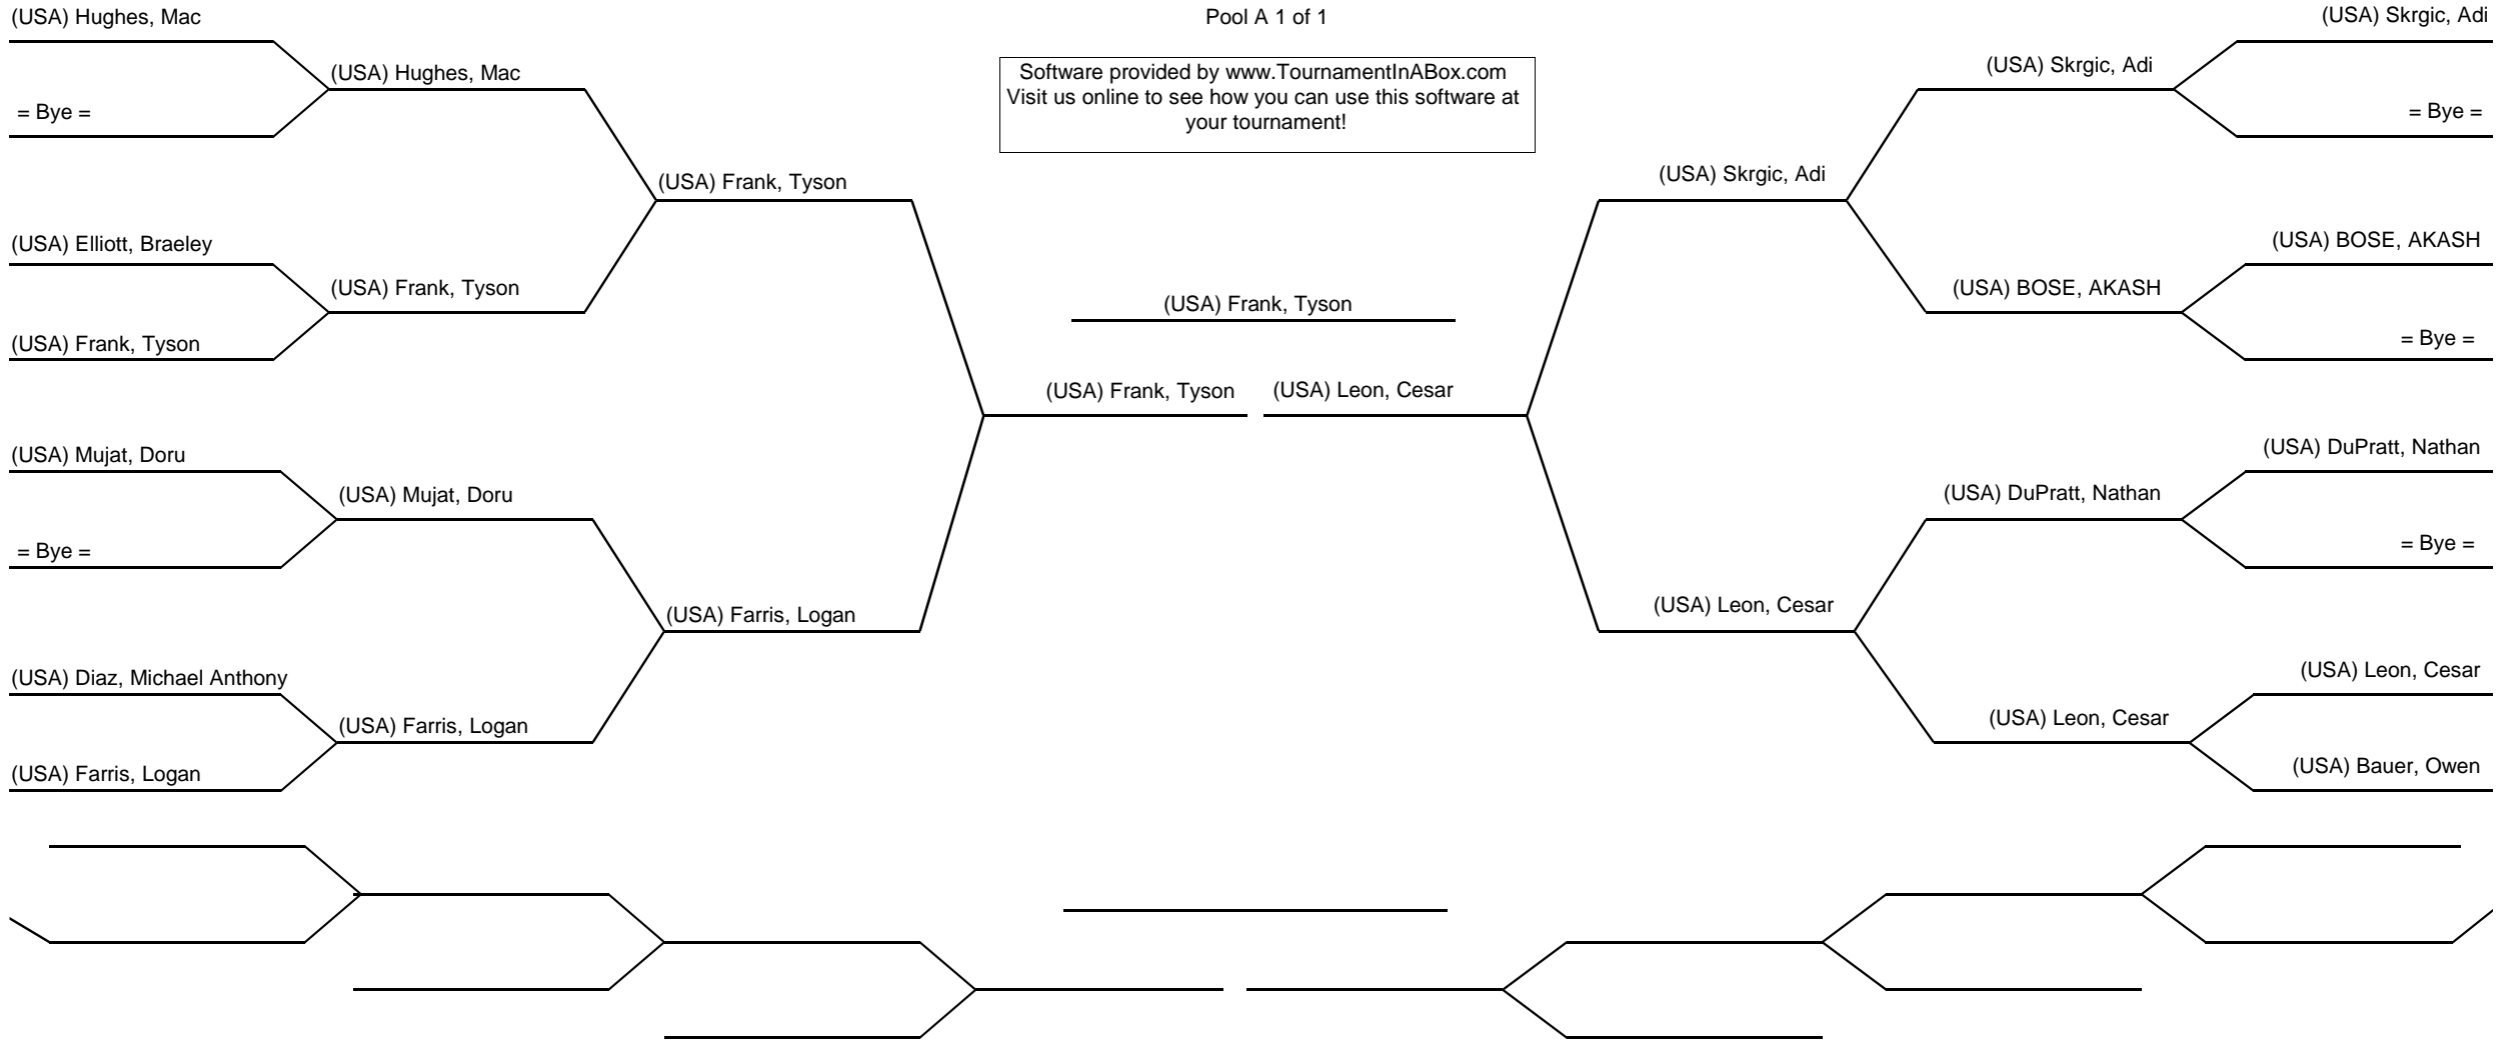 (USA) Hughes, Mac
Pool A 1 of 1
(USA) Skrgic, Adi
Software provided by www.TournamentInABox.com
Visit us online to see how you can use this software at
your tournament!
(USA) Hughes, Mac
(USA) Skrgic, Adi
= Bye =
= Bye =
(USA) Frank, Tyson
(USA) Skrgic, Adi
(USA) Elliott, Braeley
(USA) BOSE, AKASH
(USA) Frank, Tyson
(USA) Frank, Tyson
(USA) BOSE, AKASH
(USA) Frank, Tyson
= Bye =
(USA) Frank, Tyson
(USA) Leon, Cesar
(USA) Mujat, Doru
(USA) DuPratt, Nathan
(USA) Mujat, Doru
(USA) DuPratt, Nathan
= Bye =
= Bye =
(USA) Farris, Logan
(USA) Leon, Cesar
(USA) Diaz, Michael Anthony
(USA) Leon, Cesar
(USA) Farris, Logan
(USA) Leon, Cesar
(USA) Farris, Logan
(USA) Bauer, Owen